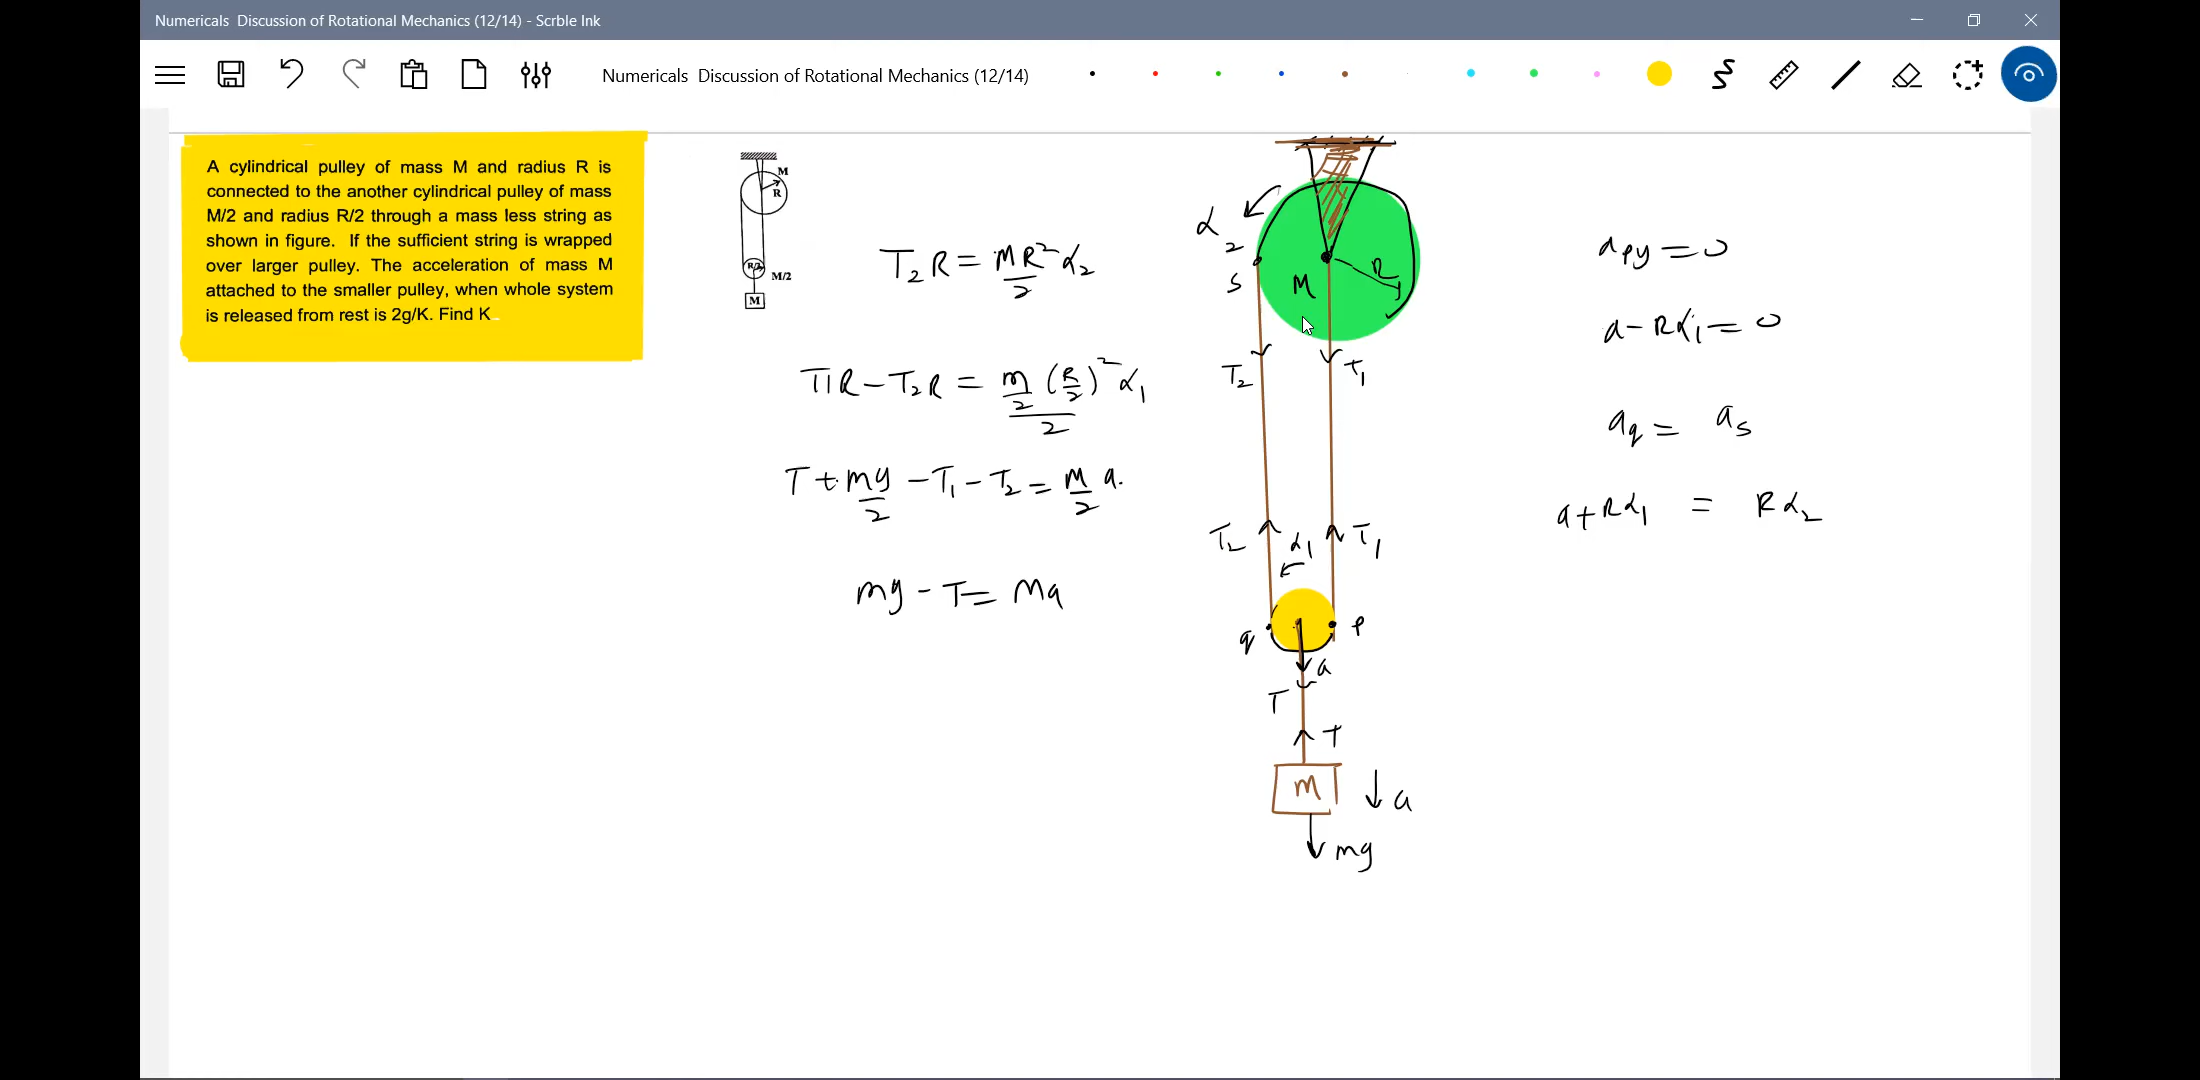 Numericals  Discussion of Rotational Mechanics (12/14) - Scrble Ink
Numericals  Discussion of Rotational Mechanics (12/14)
A cylindrical pulley of mass M and radius R is
connected to the another cylindrical pulley of mass
M/2 and radius R/2 through a mass less string as
shown in figure. If the sufficient string is wrapped
over larger pulley. The acceleration of mass M
attached to the smaller pulley, when whole system
is released from rest is 2g/K. Find K
M
R
R/2
M/2
M
T₂ R = MR²/2 α₂
T1R - T₂R = (m/2 (R/2)²)/2 α₁
T + mg/2 - T₁ - T₂ = M/2 a.
mg - T = Ma
α₂
S
M
R
T₂
T₁
T₂
α₁
T₁
q
P
a
T
T
m
a
mg
aPy = 0
a - Rα₁ = 0
aq = as
a + Rα₁ = Rα₂